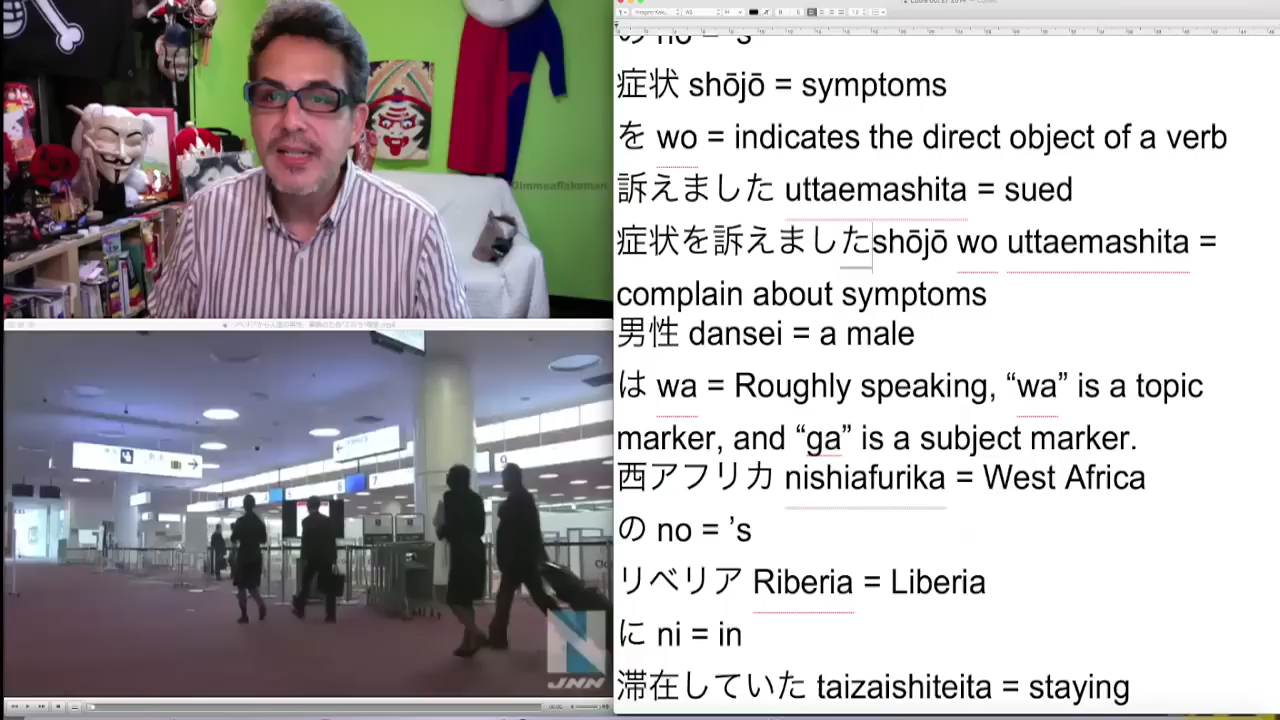 の no = ’s
症状 shōjō = symptoms
を wo = indicates the direct object of a verb
訴えました uttaemashita = sued
症状を訴えましたshōjō wo uttaemashita =
complain about symptoms
男性 dansei = a male
は wa = Roughly speaking, “wa” is a topic
marker, and “ga” is a subject marker.
西アフリカ nishiafurika = West Africa
の no = ’s
リベリア Riberia = Liberia
に ni = in
滞在していた taizaishiteita = staying
Gimmeaflakeman
7
9
N
JNN